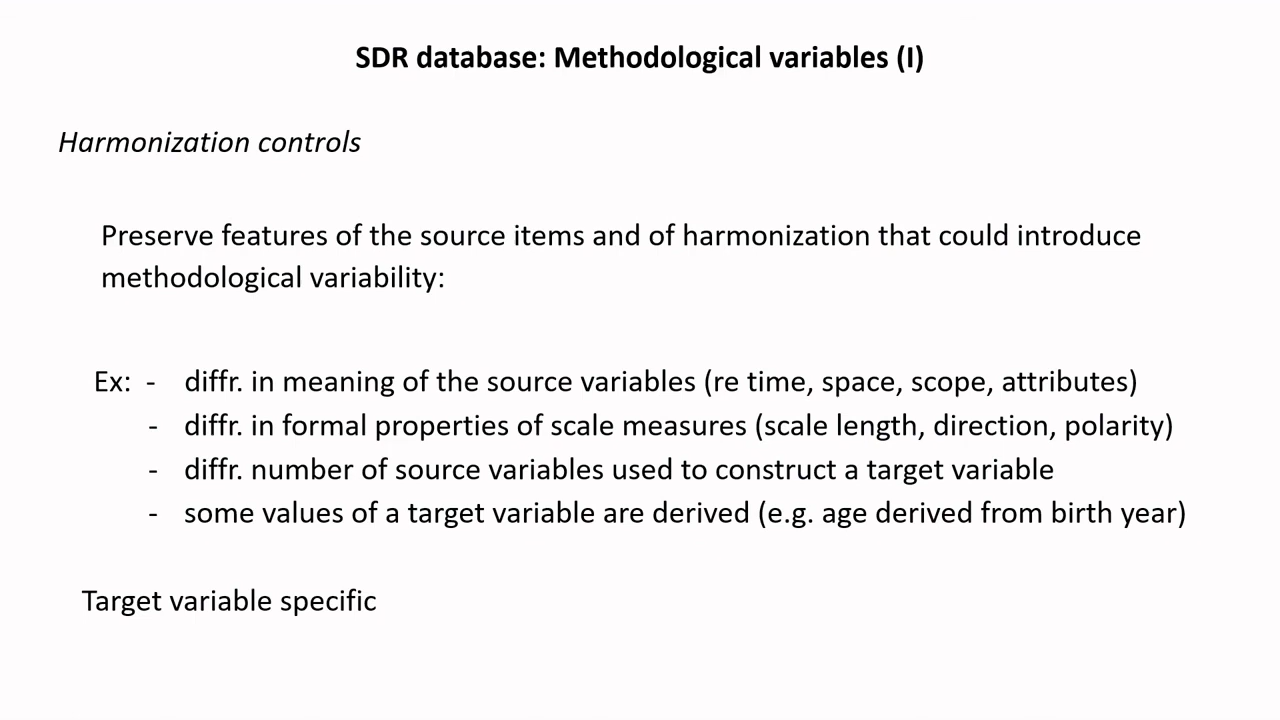 SDR database: Methodological variables (I)
Harmonization controls
Preserve features of the source items and of harmonization that could introduce
methodological variability:
Ex: - diffr. in meaning of the source variables (re time, space, scope, attributes)
- diffr. in formal properties of scale measures (scale length, direction, polarity)
- diffr. number of source variables used to construct a target variable
- some values of a target variable are derived (e.g. age derived from birth year)
Target variable specific